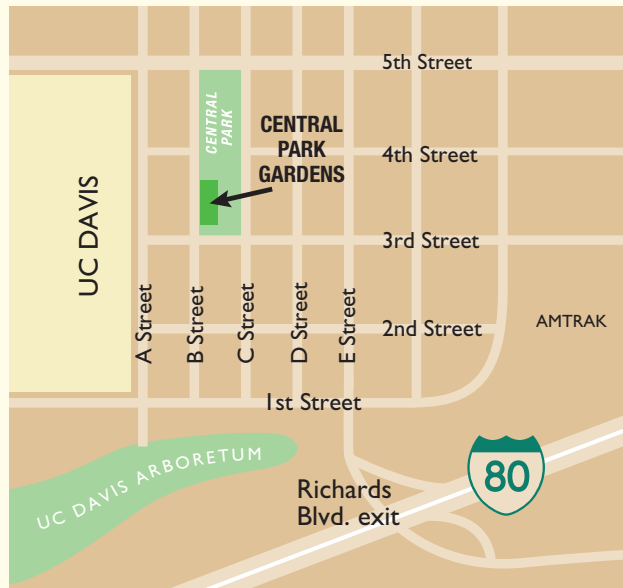 5th Street
CENTRAL
PARK
CENTRAL
PARK
GARDENS
4th Street
UC DAVIS
3rd Street
A Street
B Street
C Street
D Street
E Street
2nd Street
AMTRAK
1st Street
UC DAVIS ARBORETUM
80
Richards
Blvd. exit